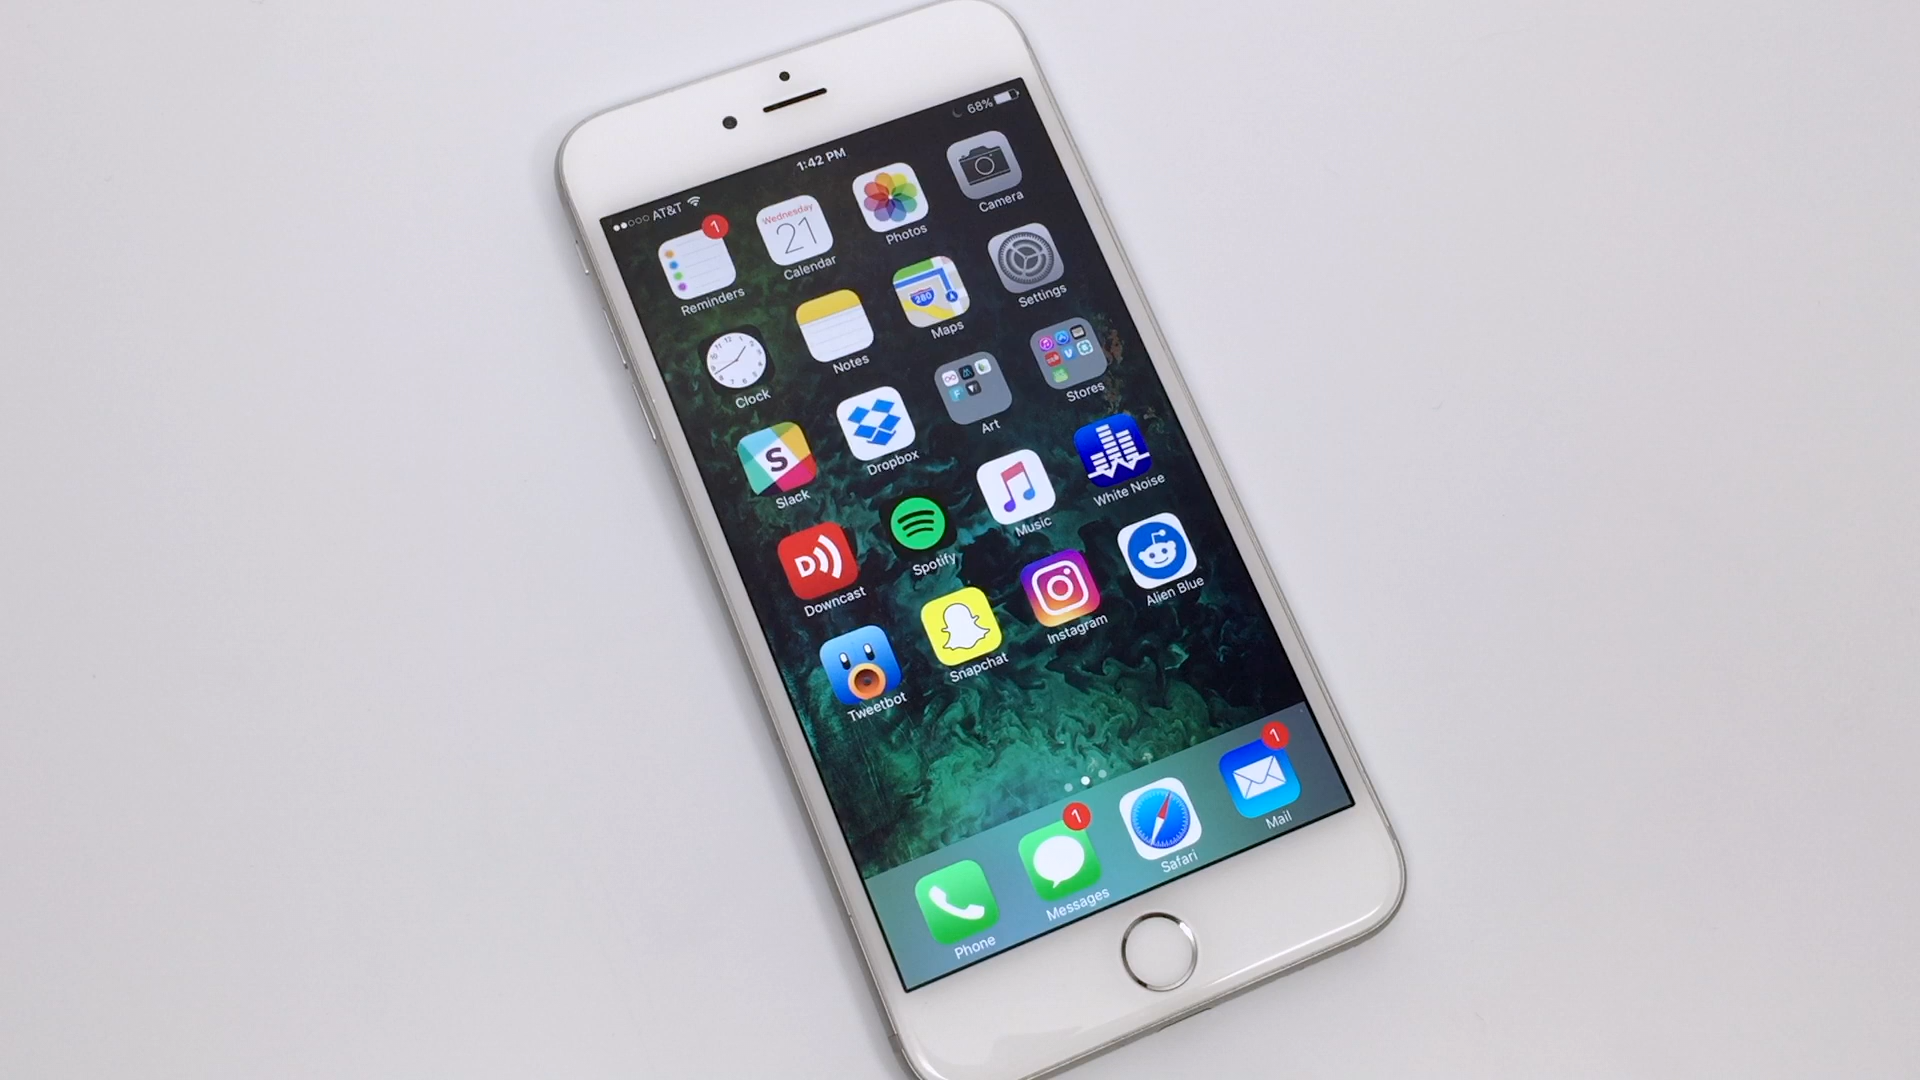 AT&T
1:42 PM
68%
1
Reminders
Wednesday
21
Calendar
Photos
Camera
Clock
Notes
280
Maps
Settings
S
Slack
Dropbox
Art
Stores
D
Downcast
Spotify
Music
White Noise
Tweetbot
Snapchat
Instagram
Alien Blue
Phone
1
Messages
Safari
1
Mail